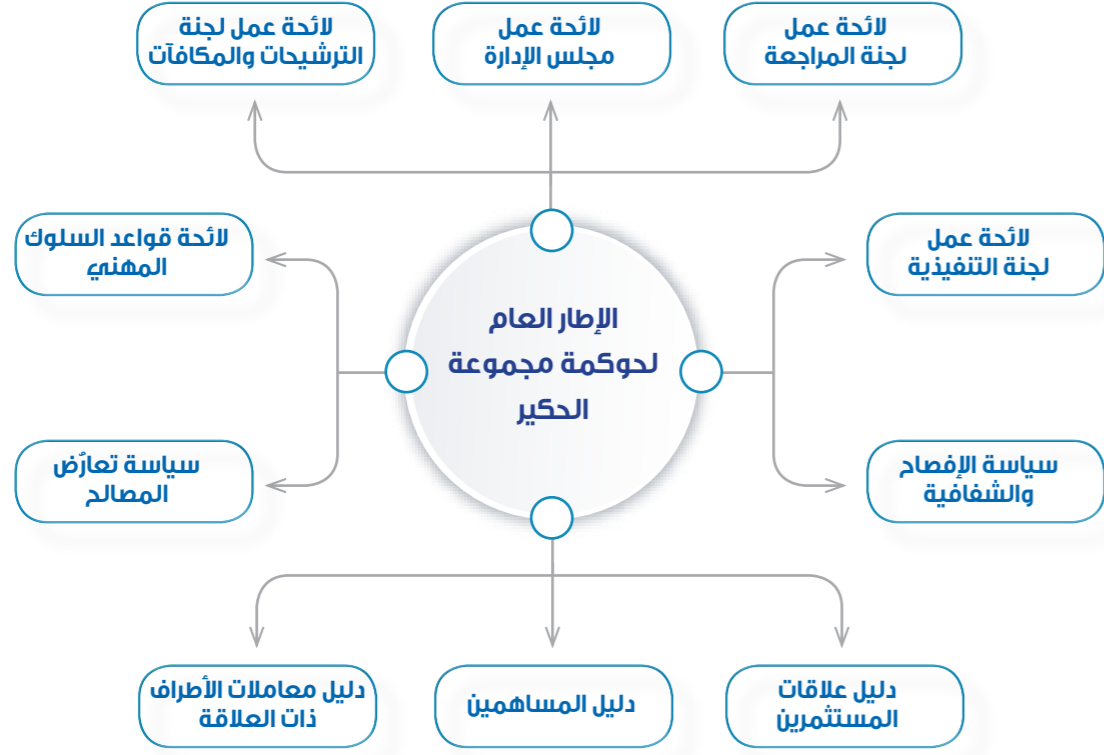 لائحة عمل
لجنة المراجعة
لائحة عمل
مجلس الإدارة
لائحة عمل لجنة
الترشيحات والمكافآت
لائحة عمل
لجنة التنفيذية
لائحة قواعد السلوك
المهني
الإطار العام
لحوكمة مجموعة
الحكير
سياسة الإفصاح
والشفافية
سياسة تعارُض
المصالح
دليل علاقات
المستثمرين
دليل المساهمين
دليل معاملات الأطراف
ذات العلاقة